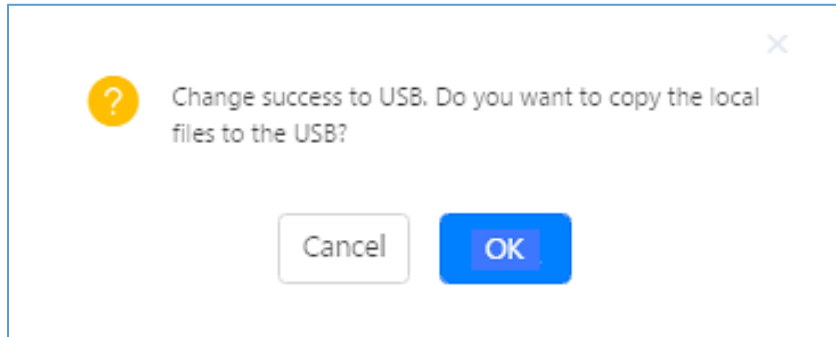 ?
Change success to USB. Do you want to copy the local
files to the USB?
Cancel
OK